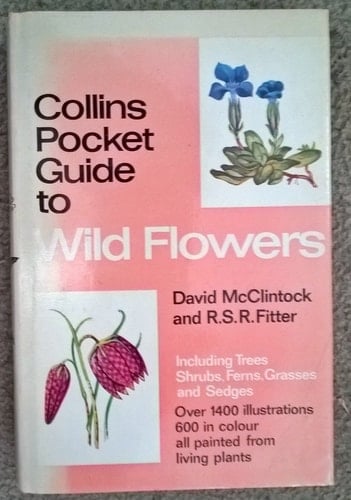 Collins
Pocket
Guide
to
Wild Flowers
David McClintock
and R.S.R.Fitter
Including Trees
Shrubs, Ferns, Grasses
and Sedges
Over 1400 illustrations
600 in colour
all painted from
living plants